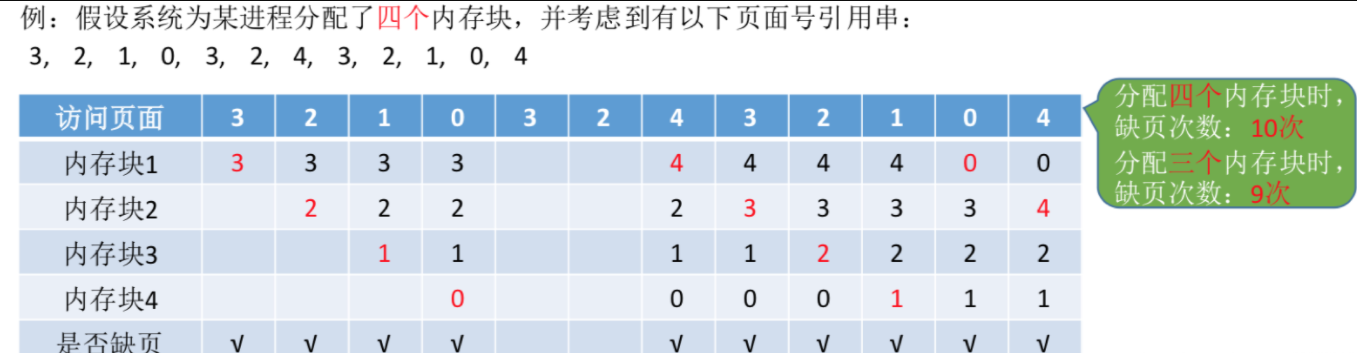 例：假设系统为某进程分配了四个内存块，并考虑到有以下页面号引用串：
3, 2, 1, 0, 3, 2, 4, 3, 2, 1, 0, 4
访问页面 3 2 1 0 3 2 4 3 2 1 0 4
内存块1 3 3 3 3 4 4 4 4 0 0
内存块2 2 2 2 2 3 3 3 3 4
内存块3 1 1 1 1 2 2 2 2
内存块4 0 0 0 0 1 1 1
是否缺页 √ √ √ √ √ √ √ √ √ √
分配四个内存块时，
缺页次数：10次
分配三个内存块时，
缺页次数：9次